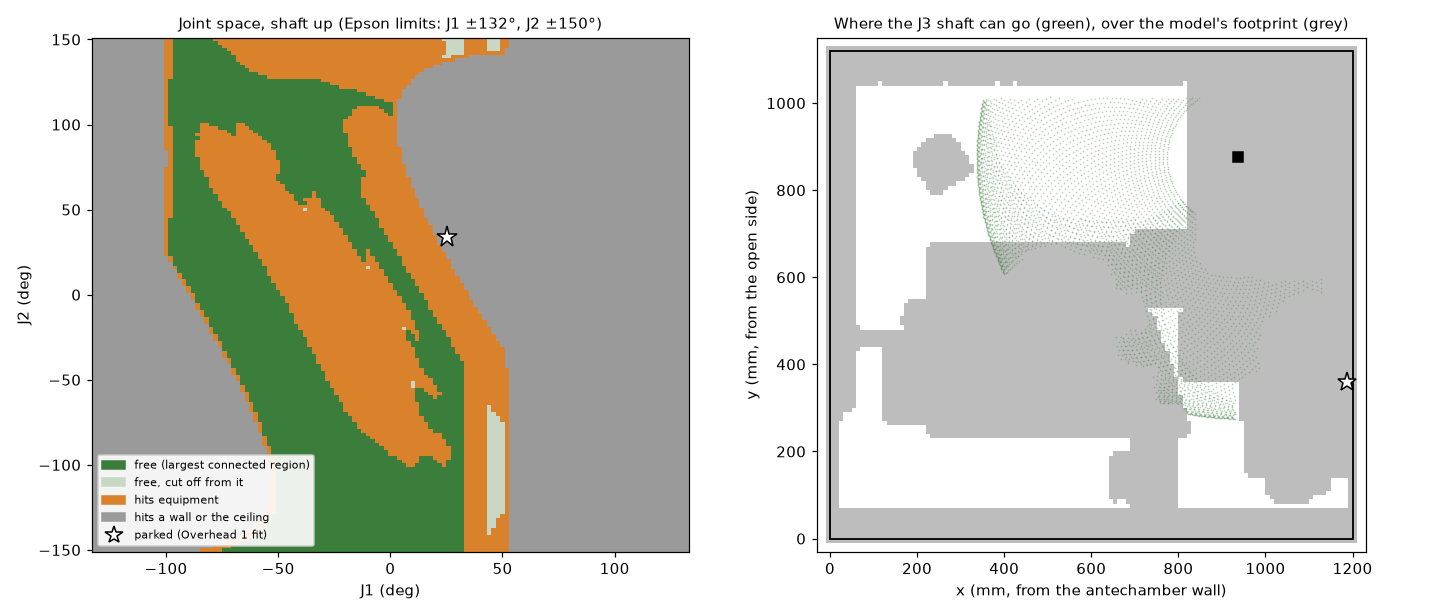 Joint space, shaft up (Epson limits: J1 ±132°, J2 ±150°)
150
100
50
0
−50
−100
−150
J2 (deg)
free (largest connected region)
free, cut off from it
hits equipment
hits a wall or the ceiling
parked (Overhead 1 fit)
−100
−50
0
50
100
J1 (deg)
Where the J3 shaft can go (green), over the model's footprint (grey)
1000
800
600
400
200
0
y (mm, from the open side)
0
200
400
600
800
1000
1200
x (mm, from the antechamber wall)